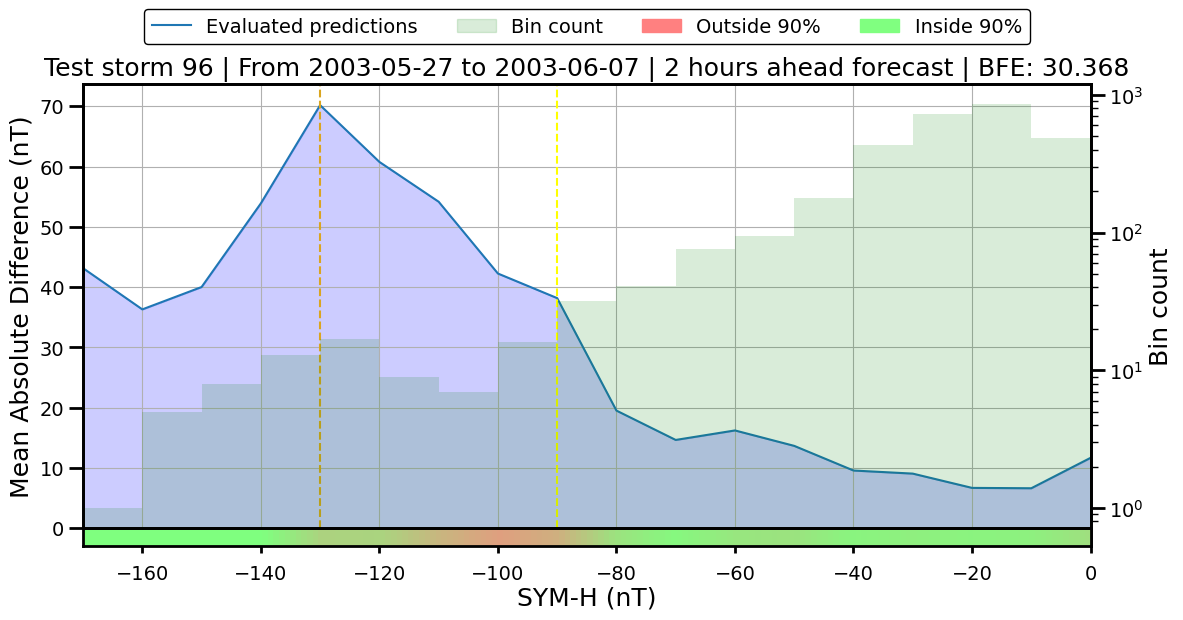 Evaluated predictions Bin count Outside 90% Inside 90%
Test storm 96 | From 2003-05-27 to 2003-06-07 | 2 hours ahead forecast | BFE: 30.368
Mean Absolute Difference (nT)
70
60
50
40
30
20
10
0
10³
10²
10¹
10⁰
Bin count
−160 −140 −120 −100 −80 −60 −40 −20 0
SYM-H (nT)